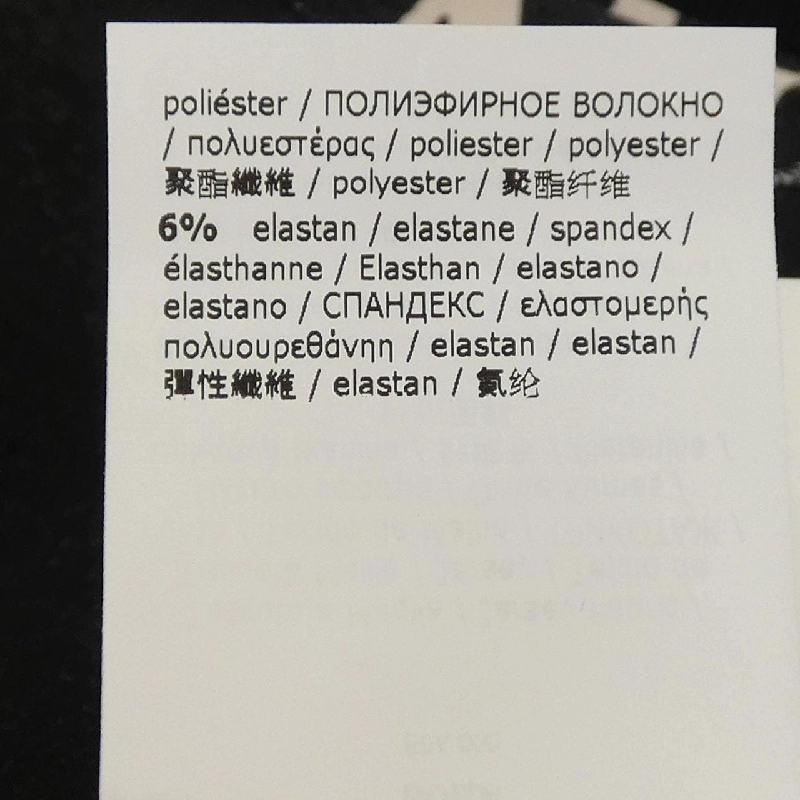 poliéster / ПОЛИЭФИРНОЕ ВОЛОКНО
/ πολυεστέρας / poliester / polyester /
聚酯纖維 / polyester / 聚酯纤维
6% elastan / elastane / spandex /
élasthanne / Elasthan / elastano /
elastano / СПАНДЕКС / ελαστομερής
πολυουρεθάνηη / elastan / elastan /
彈性纖維 / elastan / 氨纶